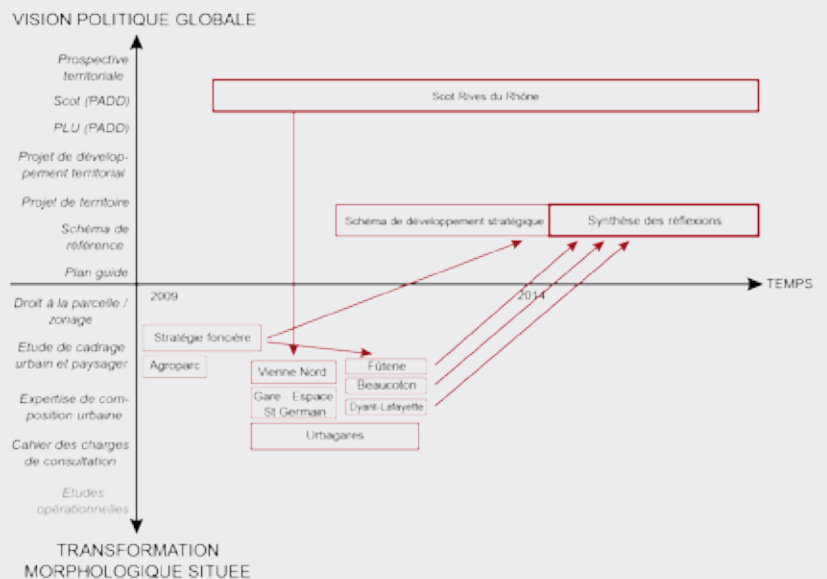 VISION POLITIQUE GLOBALE
Prospective
territoriale
Scot (PADD)
PLU (PADD)
Projet de dévelop-
pement territorial
Projet de territoire
Schéma de
référence
Plan guide
Droit à la parcelle /
zonage
Etude de cadrage
urbain et paysager
Expertise de com-
position urbaine
Cahier des charges
de consultation
Etudes
opérationnelles
TRANSFORMATION
MORPHOLOGIQUE SITUEE
Scot Rives du Rhône
Schéma de développement stratégique
Synthèse des réflexions
TEMPS
2009
2014
Stratégie foncière
Agroparc
Vienne Nord
Gare - Espace
St Germain
Urbagares
Fûterie
Beaucoton
Dyant-Lafayette